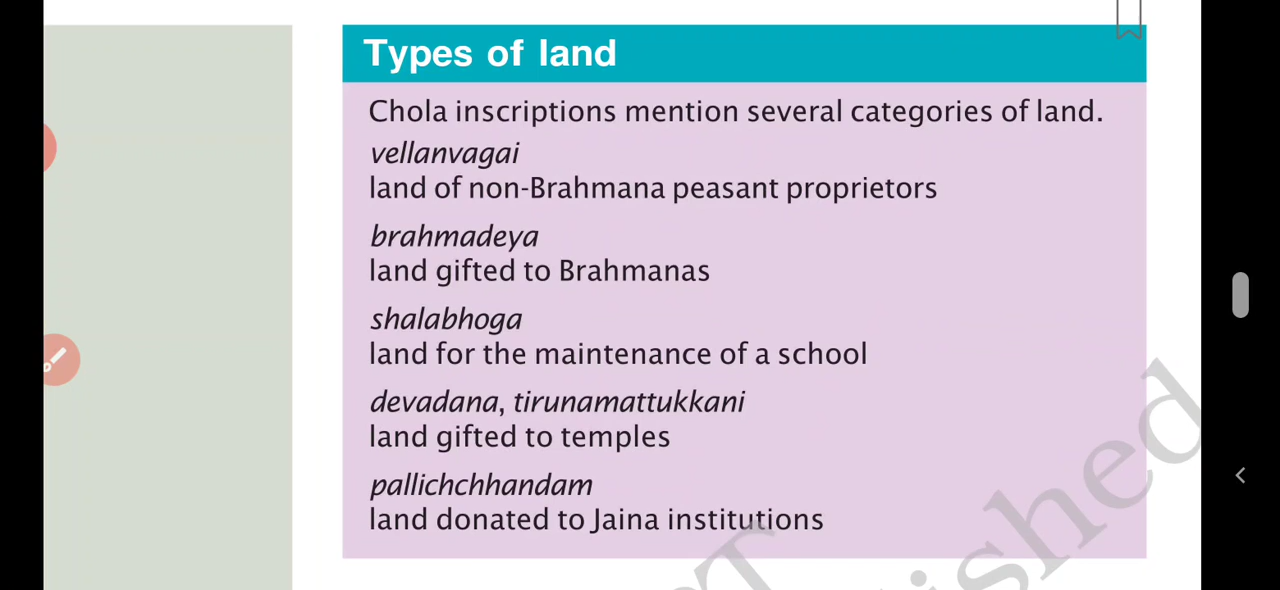 Types of land
Chola inscriptions mention several categories of land.
vellanvagai
land of non-Brahmana peasant proprietors
brahmadeya
land gifted to Brahmanas
shalabhoga
land for the maintenance of a school
devadana, tirunamattukkani
land gifted to temples
pallichchhandam
land donated to Jaina institutions